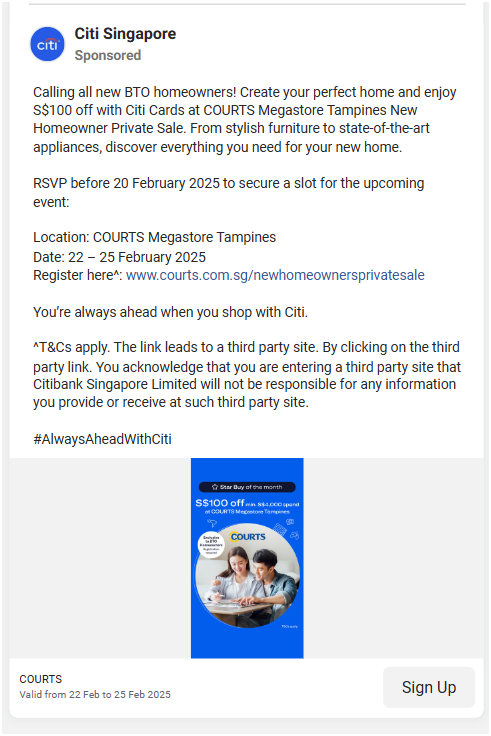 citi
Citi Singapore
Sponsored
Calling all new BTO homeowners! Create your perfect home and enjoy
S$100 off with Citi Cards at COURTS Megastore Tampines New
Homeowner Private Sale. From stylish furniture to state-of-the-art
appliances, discover everything you need for your new home.
RSVP before 20 February 2025 to secure a slot for the upcoming
event:
Location: COURTS Megastore Tampines
Date: 22 – 25 February 2025
Register here^: www.courts.com.sg/newhomeownersprivatesale
You’re always ahead when you shop with Citi.
^T&Cs apply. The link leads to a third party site. By clicking on the third
party link. You acknowledge that you are entering a third party site that
Citibank Singapore Limited will not be responsible for any information
you provide or receive at such third party site.
#AlwaysAheadWithCiti
Star Buy of the month
S$100 off min. S$1,000 spend
at COURTS Megastore Tampines
Exclusive
to BTO
Homeowners
COURTS
COURTS
Valid from 22 Feb to 25 Feb 2025
Sign Up